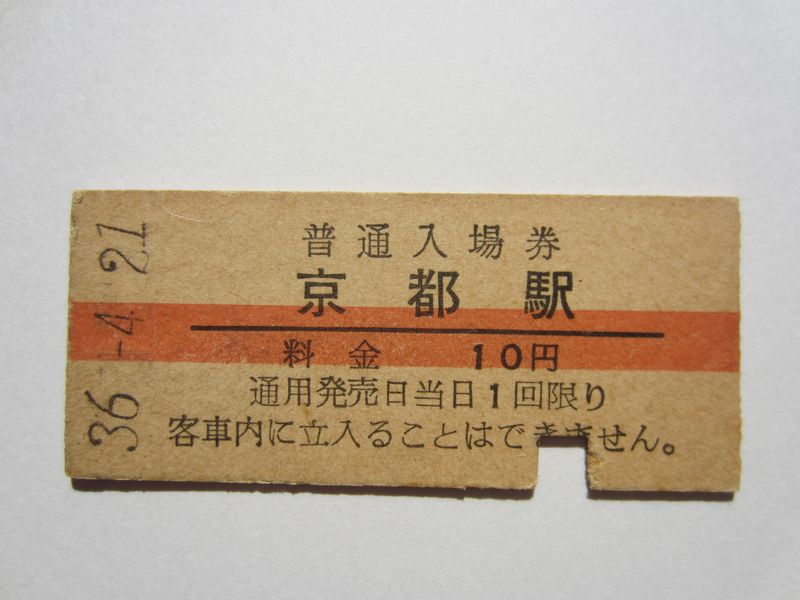 普通入場券
京都駅
料金 10円
通用発売日当日1回限り
客車内に立入ることはできません。
36-4 21